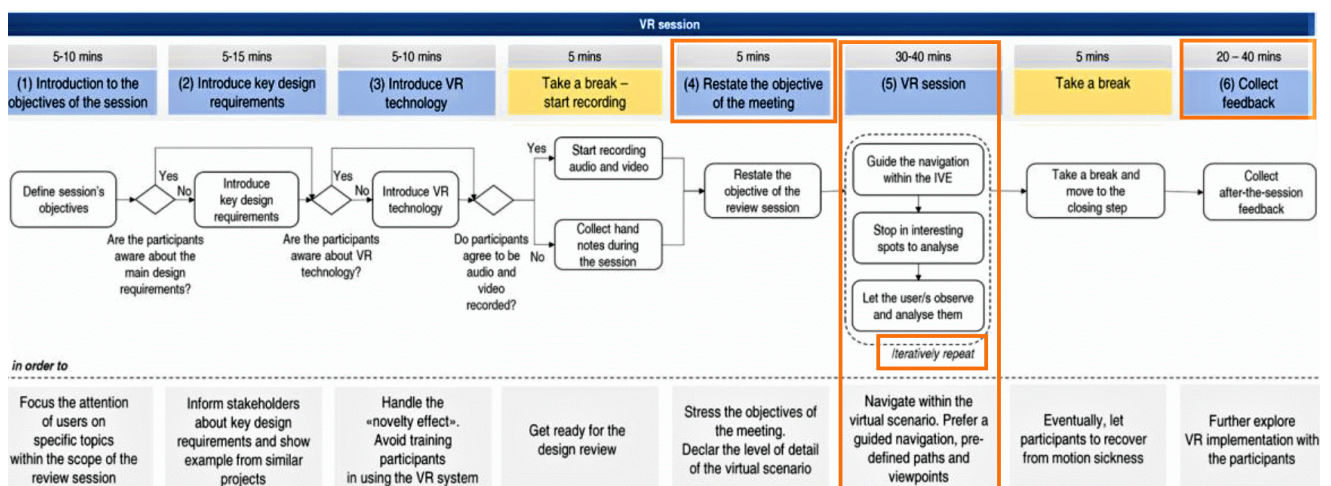 VR session
5-10 mins
5-15 mins
5-10 mins
5 mins
5 mins
30-40 mins
5 mins
20 – 40 mins
(1) Introduction to the
objectives of the session
(2) Introduce key design
requirements
(3) Introduce VR
technology
Take a break –
start recording
(4) Restate the objective
of the meeting
(5) VR session
Take a break
(6) Collect
feedback
Define session's
objectives
Yes
No
Are the participants
aware about the
main design
requirements?
Introduce
key design
requirements
Yes
No
Are the participants
aware about VR
technology?
Introduce VR
technology
Do participants
agree to be
audio and
video
recorded?
Yes
No
Start recording
audio and video
Collect hand
notes during
the session
Restate the
objective of the
review session
Guide the navigation
within the IVE
Stop in interesting
spots to analyse
Let the user/s observe
and analyse them
Iteratively repeat
Take a break and
move to the
closing step
Collect
after-the-session
feedback
in order to
Focus the attention
of users on
specific topics
within the scope of the
review session
Inform stakeholders
about key design
requirements and show
example from similar
projects
Handle the
«novelty effect».
Avoid training
participants
in using the VR system
Get ready for the
design review
Stress the objectives of
the meeting.
Declar the level of detail
of the virtual scenario
Navigate within the
virtual scenario. Prefer a
guided navigation, pre-
defined paths and
viewpoints
Eventually, let
participants to recover
from motion sickness
Further explore
VR implementation with
the participants